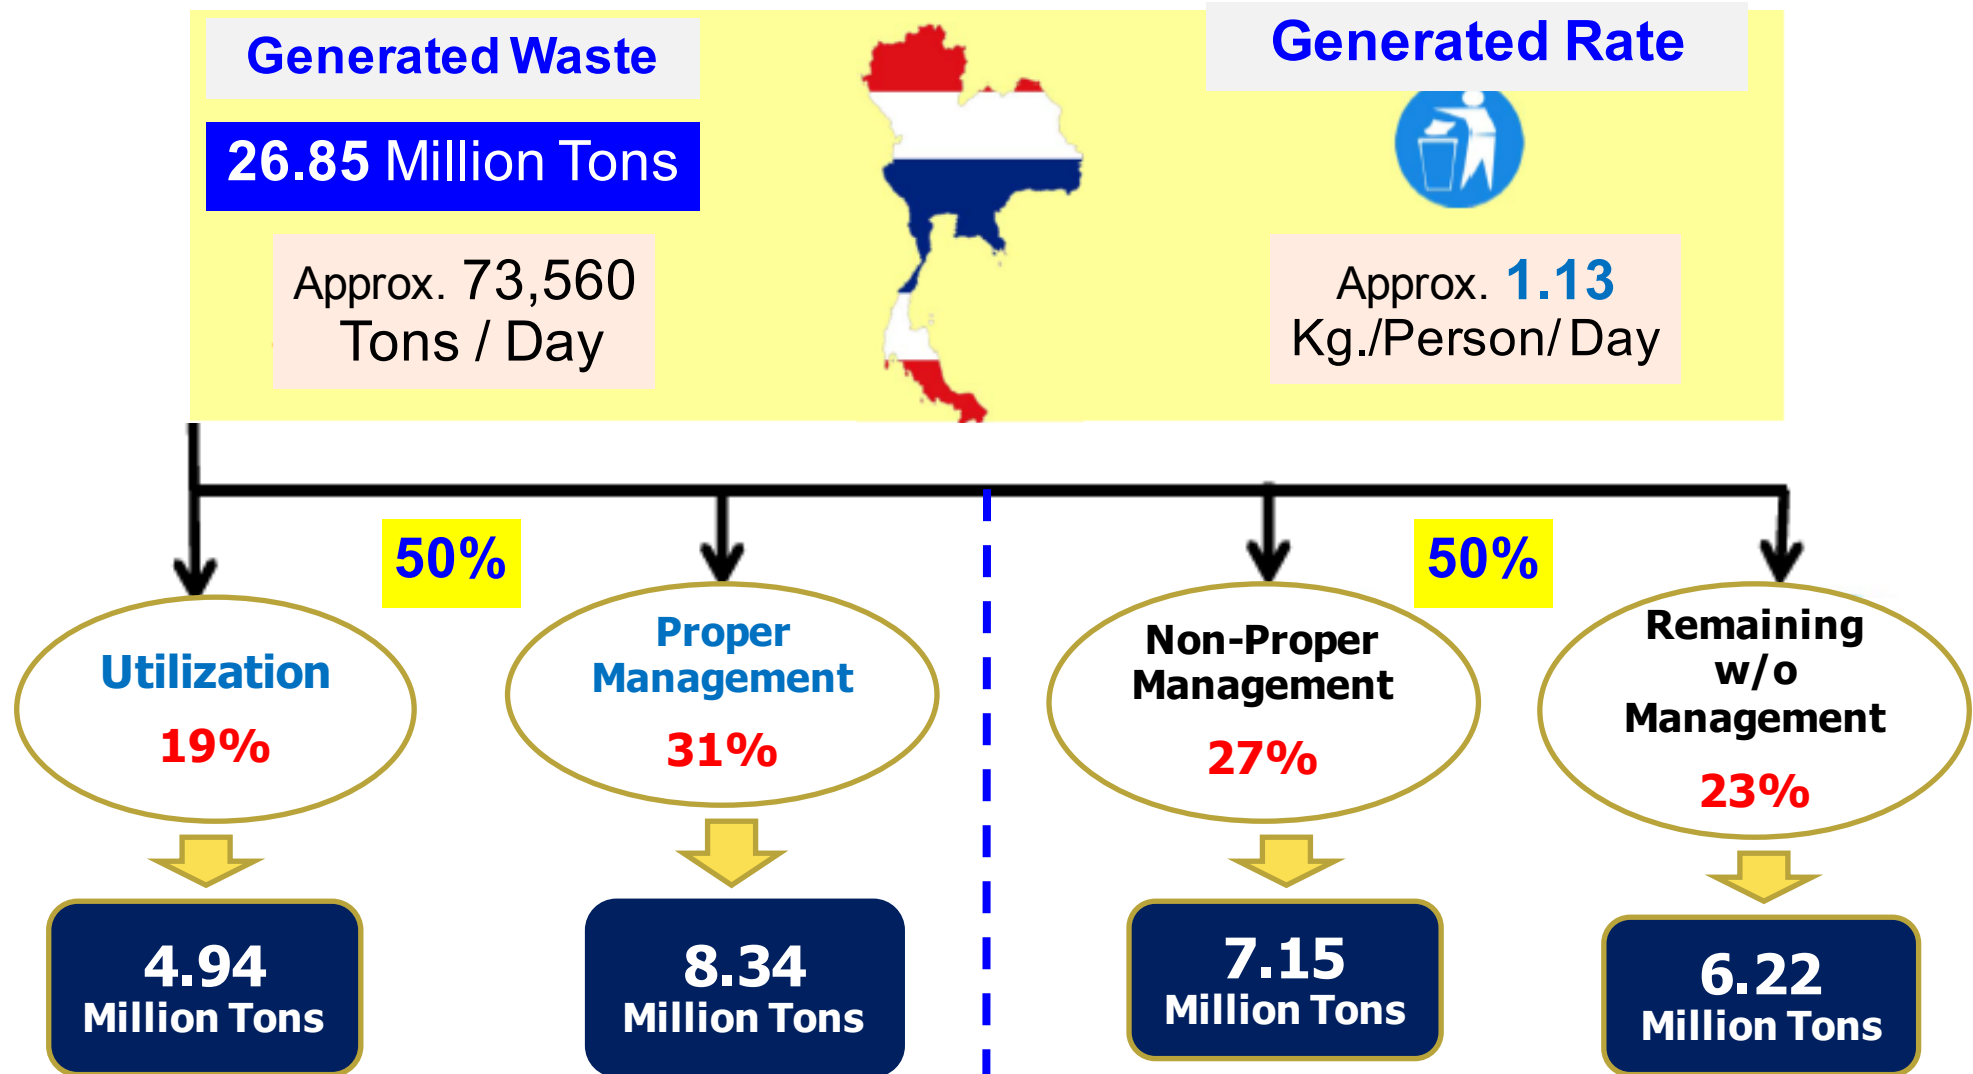 Generated Waste
26.85 Million Tons
Approx. 73,560
Tons / Day
Generated Rate
Approx. 1.13
Kg./Person/Day
50%
50%
Utilization
19%
Proper
Management
31%
Non-Proper
Management
27%
Remaining
w/o
Management
23%
4.94
Million Tons
8.34
Million Tons
7.15
Million Tons
6.22
Million Tons